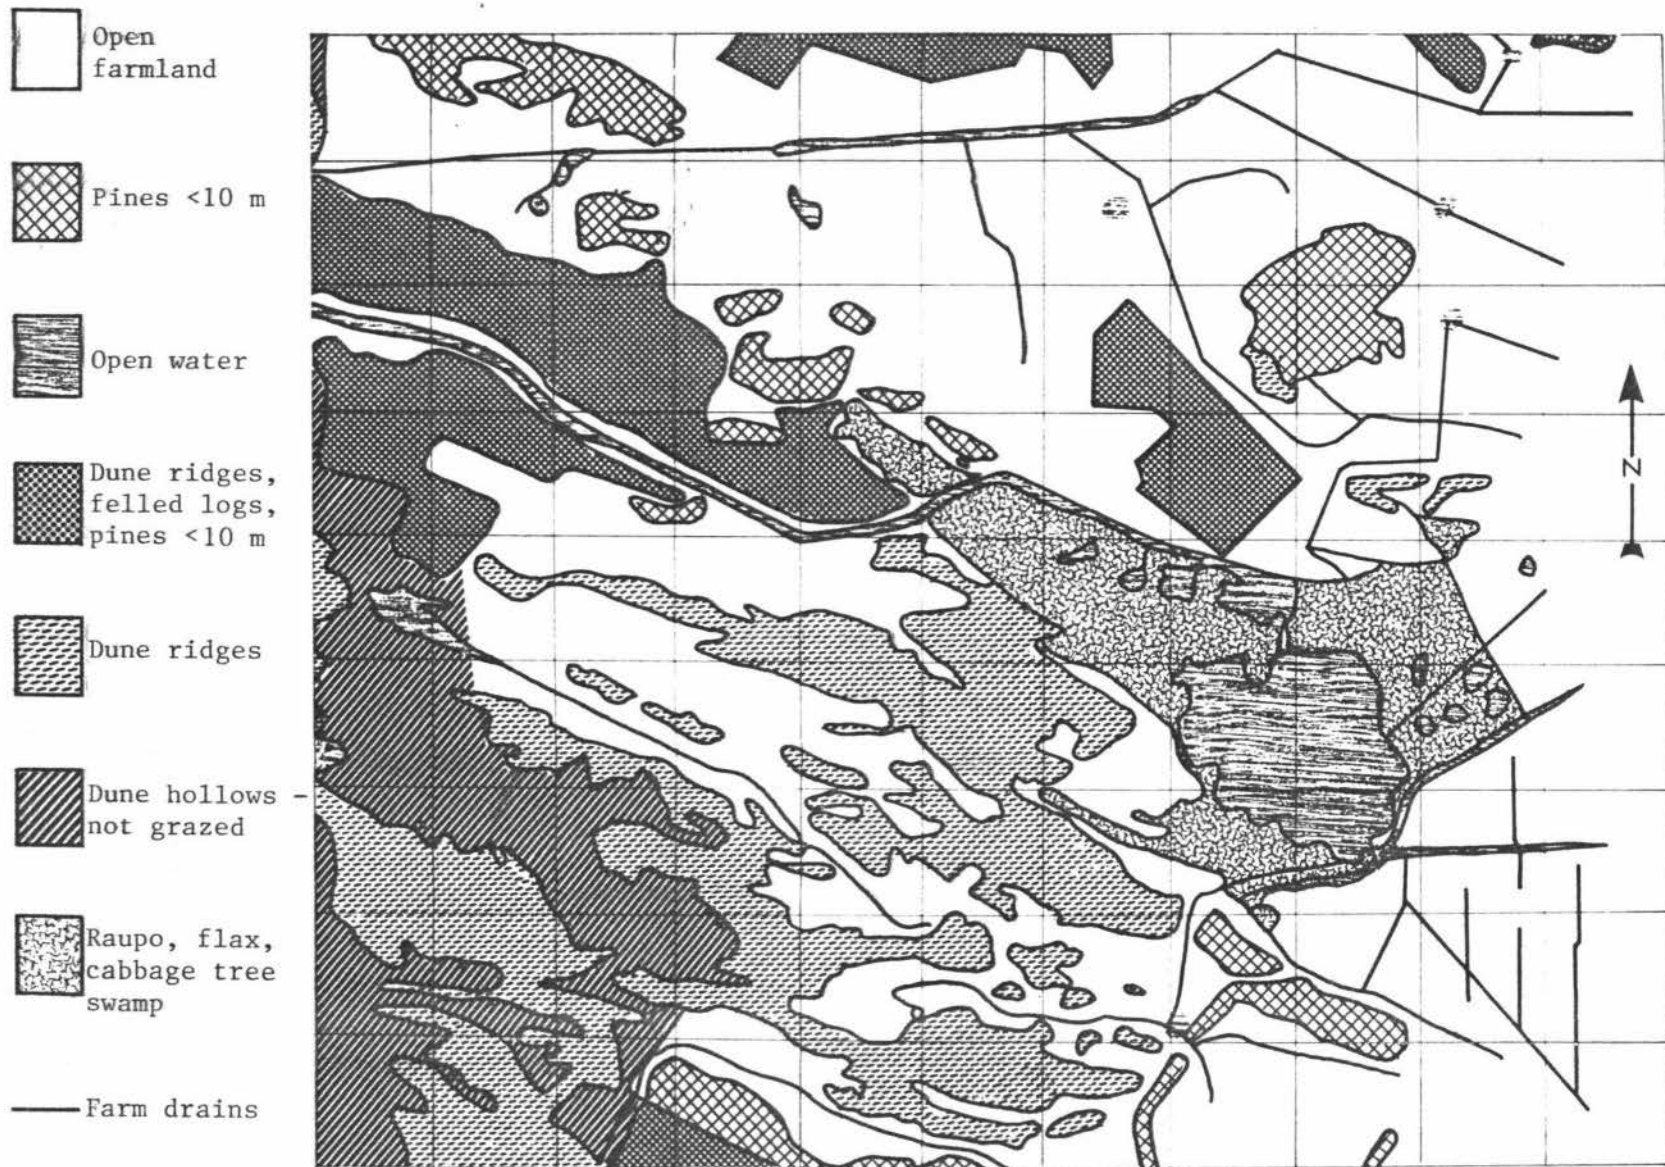 Open
farmland
Pines <10 m
Open water
Dune ridges,
felled logs,
pines <10 m
Dune ridges
Dune hollows -
not grazed
Raupo, flax,
cabbage tree
swamp
Farm drains
N